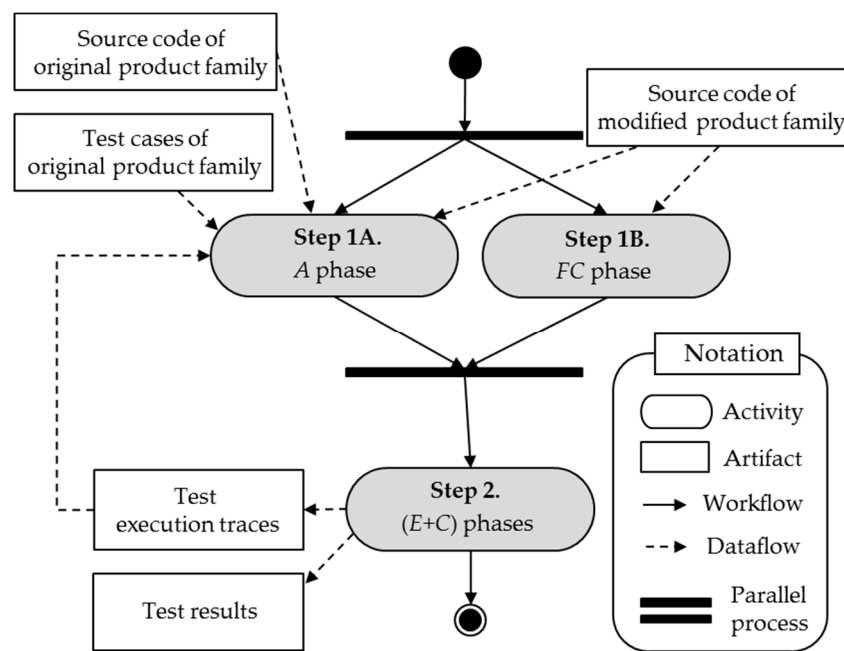 Source code of
original product family
Test cases of
original product family
Source code of
modified product family
Step 1A.
A phase
Step 1B.
FC phase
Step 2.
(E+C) phases
Test
execution traces
Test results
Notation
Activity
Artifact
Workflow
Dataflow
Parallel
process